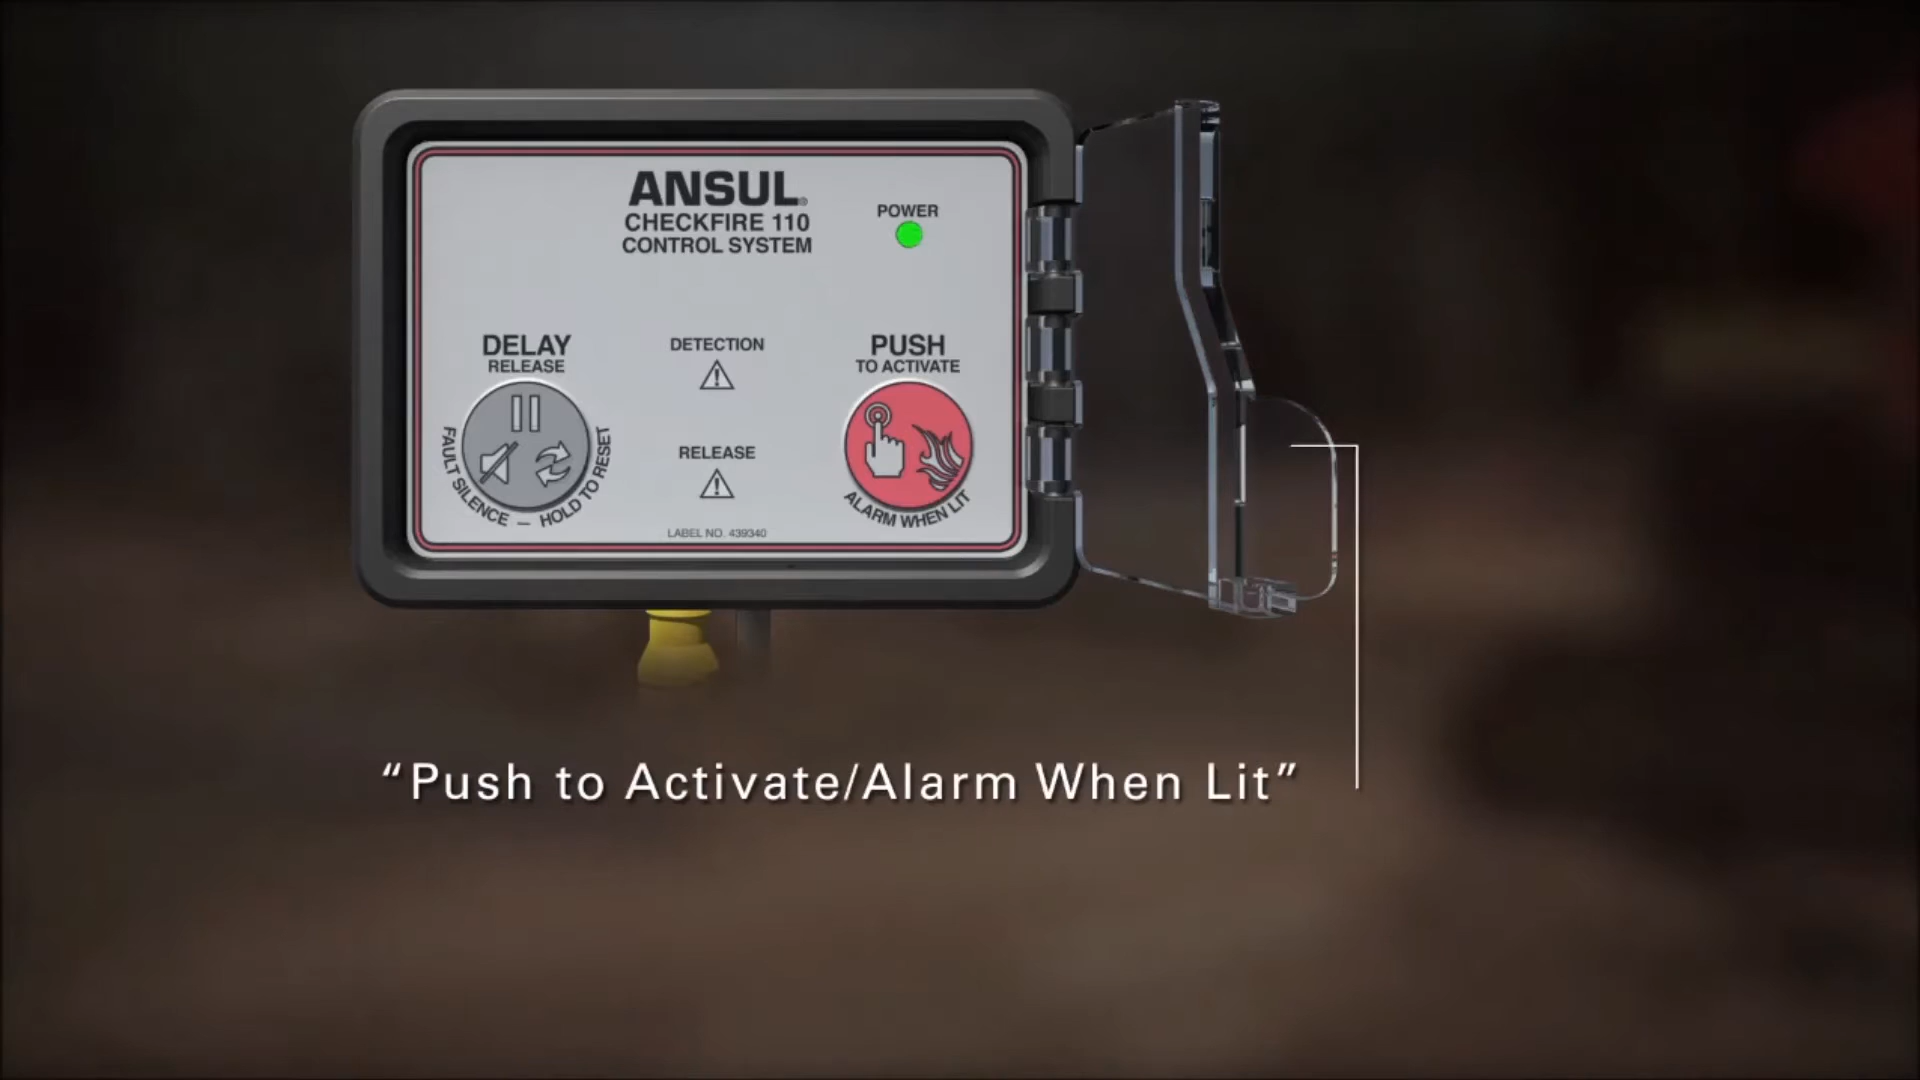 ANSUL®
CHECKFIRE 110
CONTROL SYSTEM
POWER
DELAY
RELEASE
FAULT SILENCE — HOLD TO RESET
DETECTION
RELEASE
LABEL NO. 439340
PUSH
TO ACTIVATE
ALARM WHEN LIT
“Push to Activate/Alarm When Lit”